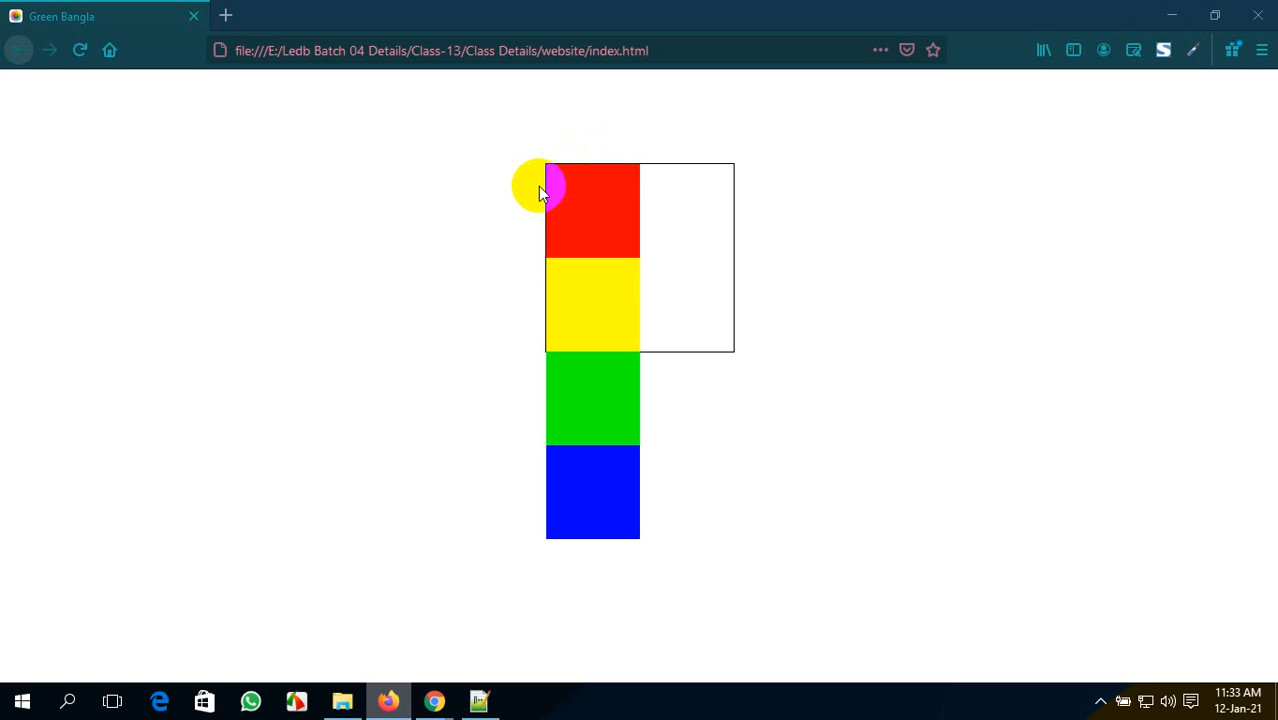 Green Bangla
file:///E:/Ledb Batch 04 Details/Class-13/Class Details/website/index.html
11:33 AM
12-Jan-21